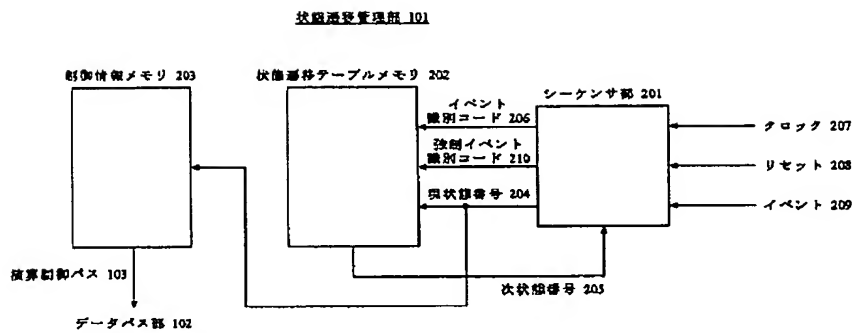 状態遷移管理部 101
制御情報メモリ 203
状態遷移テーブルメモリ 202
シーケンサ部 201
イベント
識別コード 206
強制イベント
識別コード 210
現状態番号 204
クロック 207
リセット 208
イベント 209
次状態番号 205
演算制御パス 103
データパス部 102